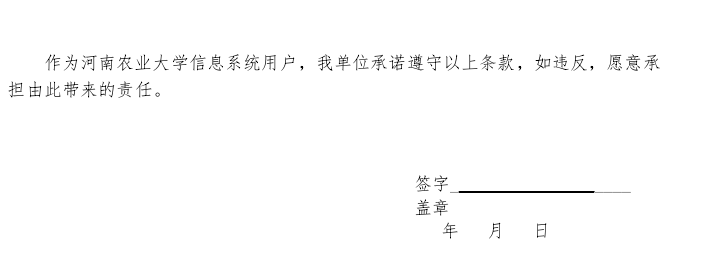 作为河南农业大学信息系统用户，我单位承诺遵守以上条款，如违反，愿意承
担由此带来的责任。
签字
盖章
年 月 日